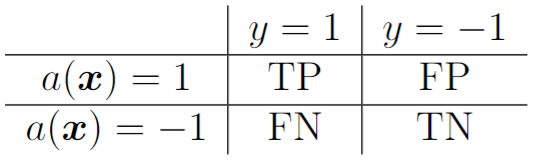 y = 1 y = −1
a(x) = 1 TP FP
a(x) = −1 FN TN